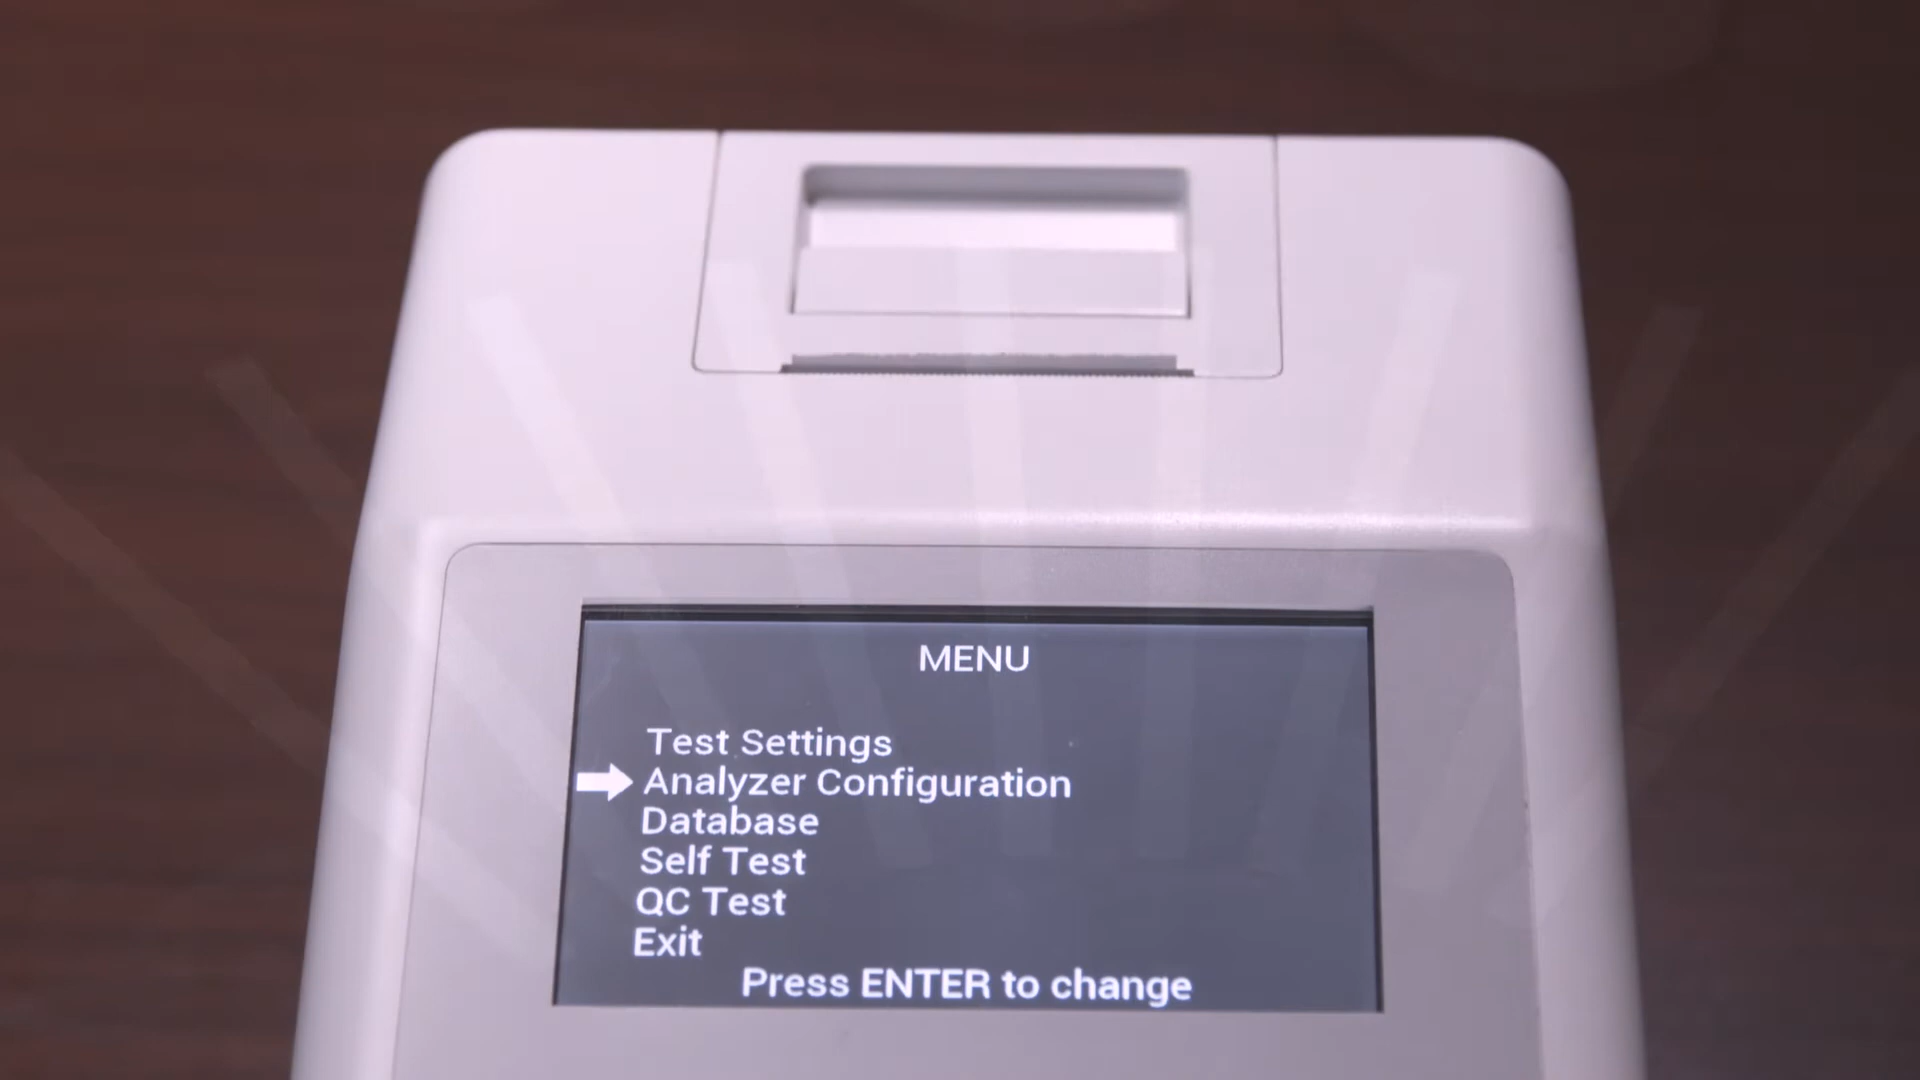 MENU
Test Settings
Analyzer Configuration
Database
Self Test
QC Test
Exit
Press ENTER to change